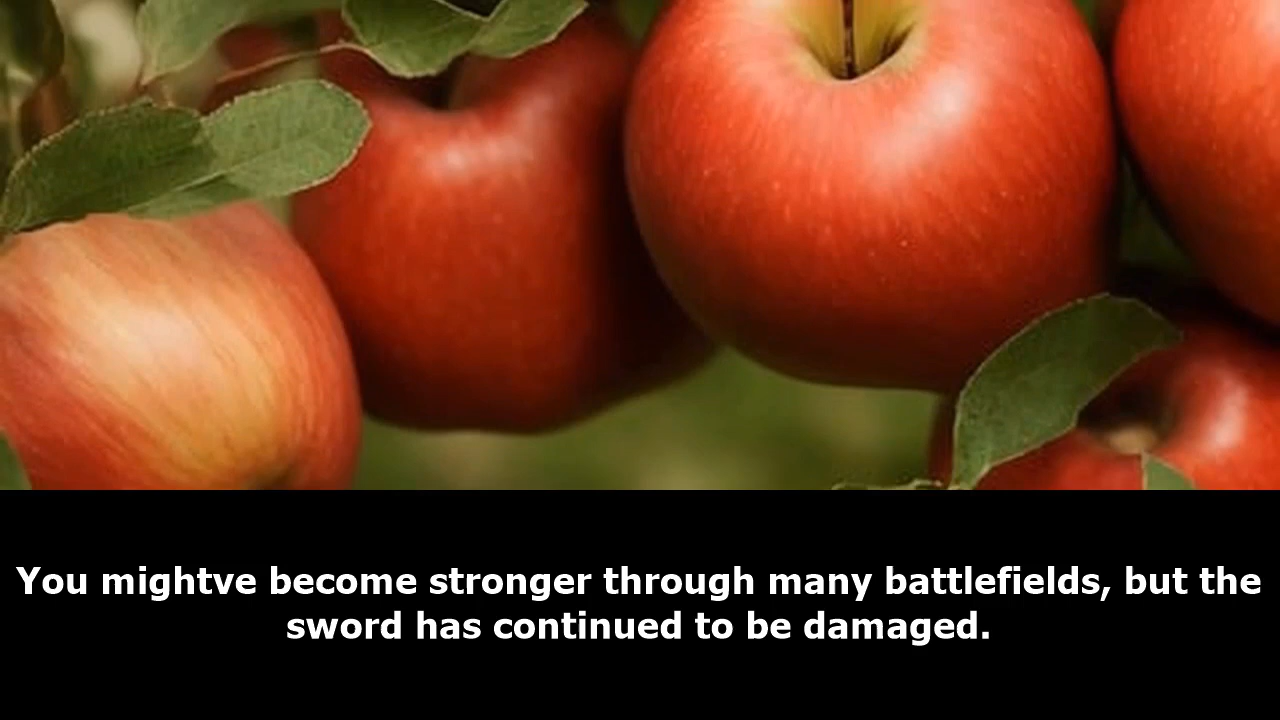 You mightve become stronger through many battlefields, but the
sword has continued to be damaged.